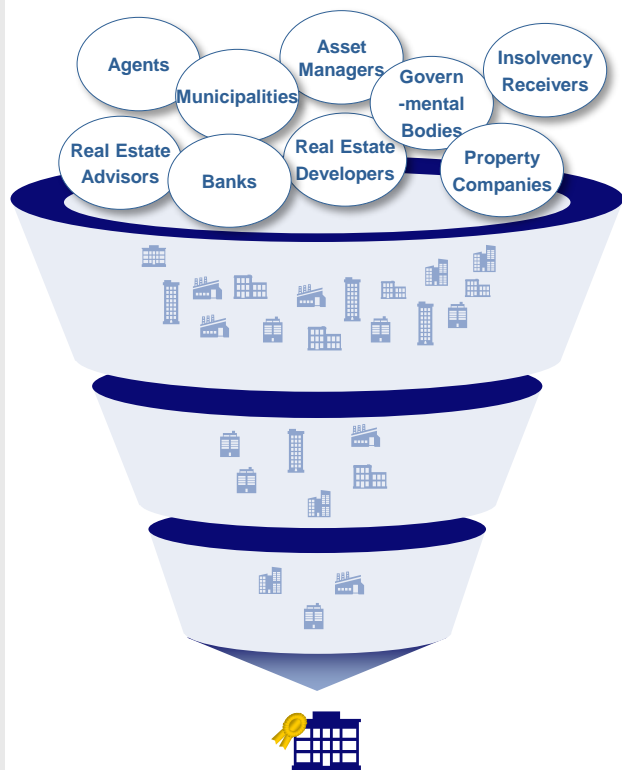 Agents
Municipalities
Asset
Managers
Govern
-mental
Bodies
Insolvency
Receivers
Real Estate
Advisors
Banks
Real Estate
Developers
Property
Companies